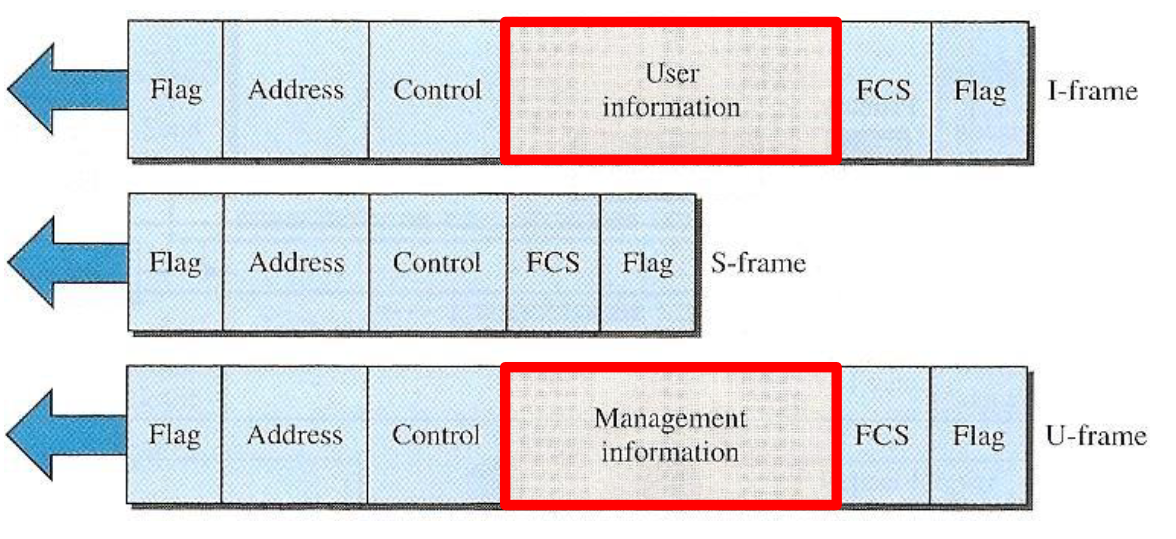 Flag Address Control User information FCS Flag I-frame
Flag Address Control FCS Flag S-frame
Flag Address Control Management information FCS Flag U-frame